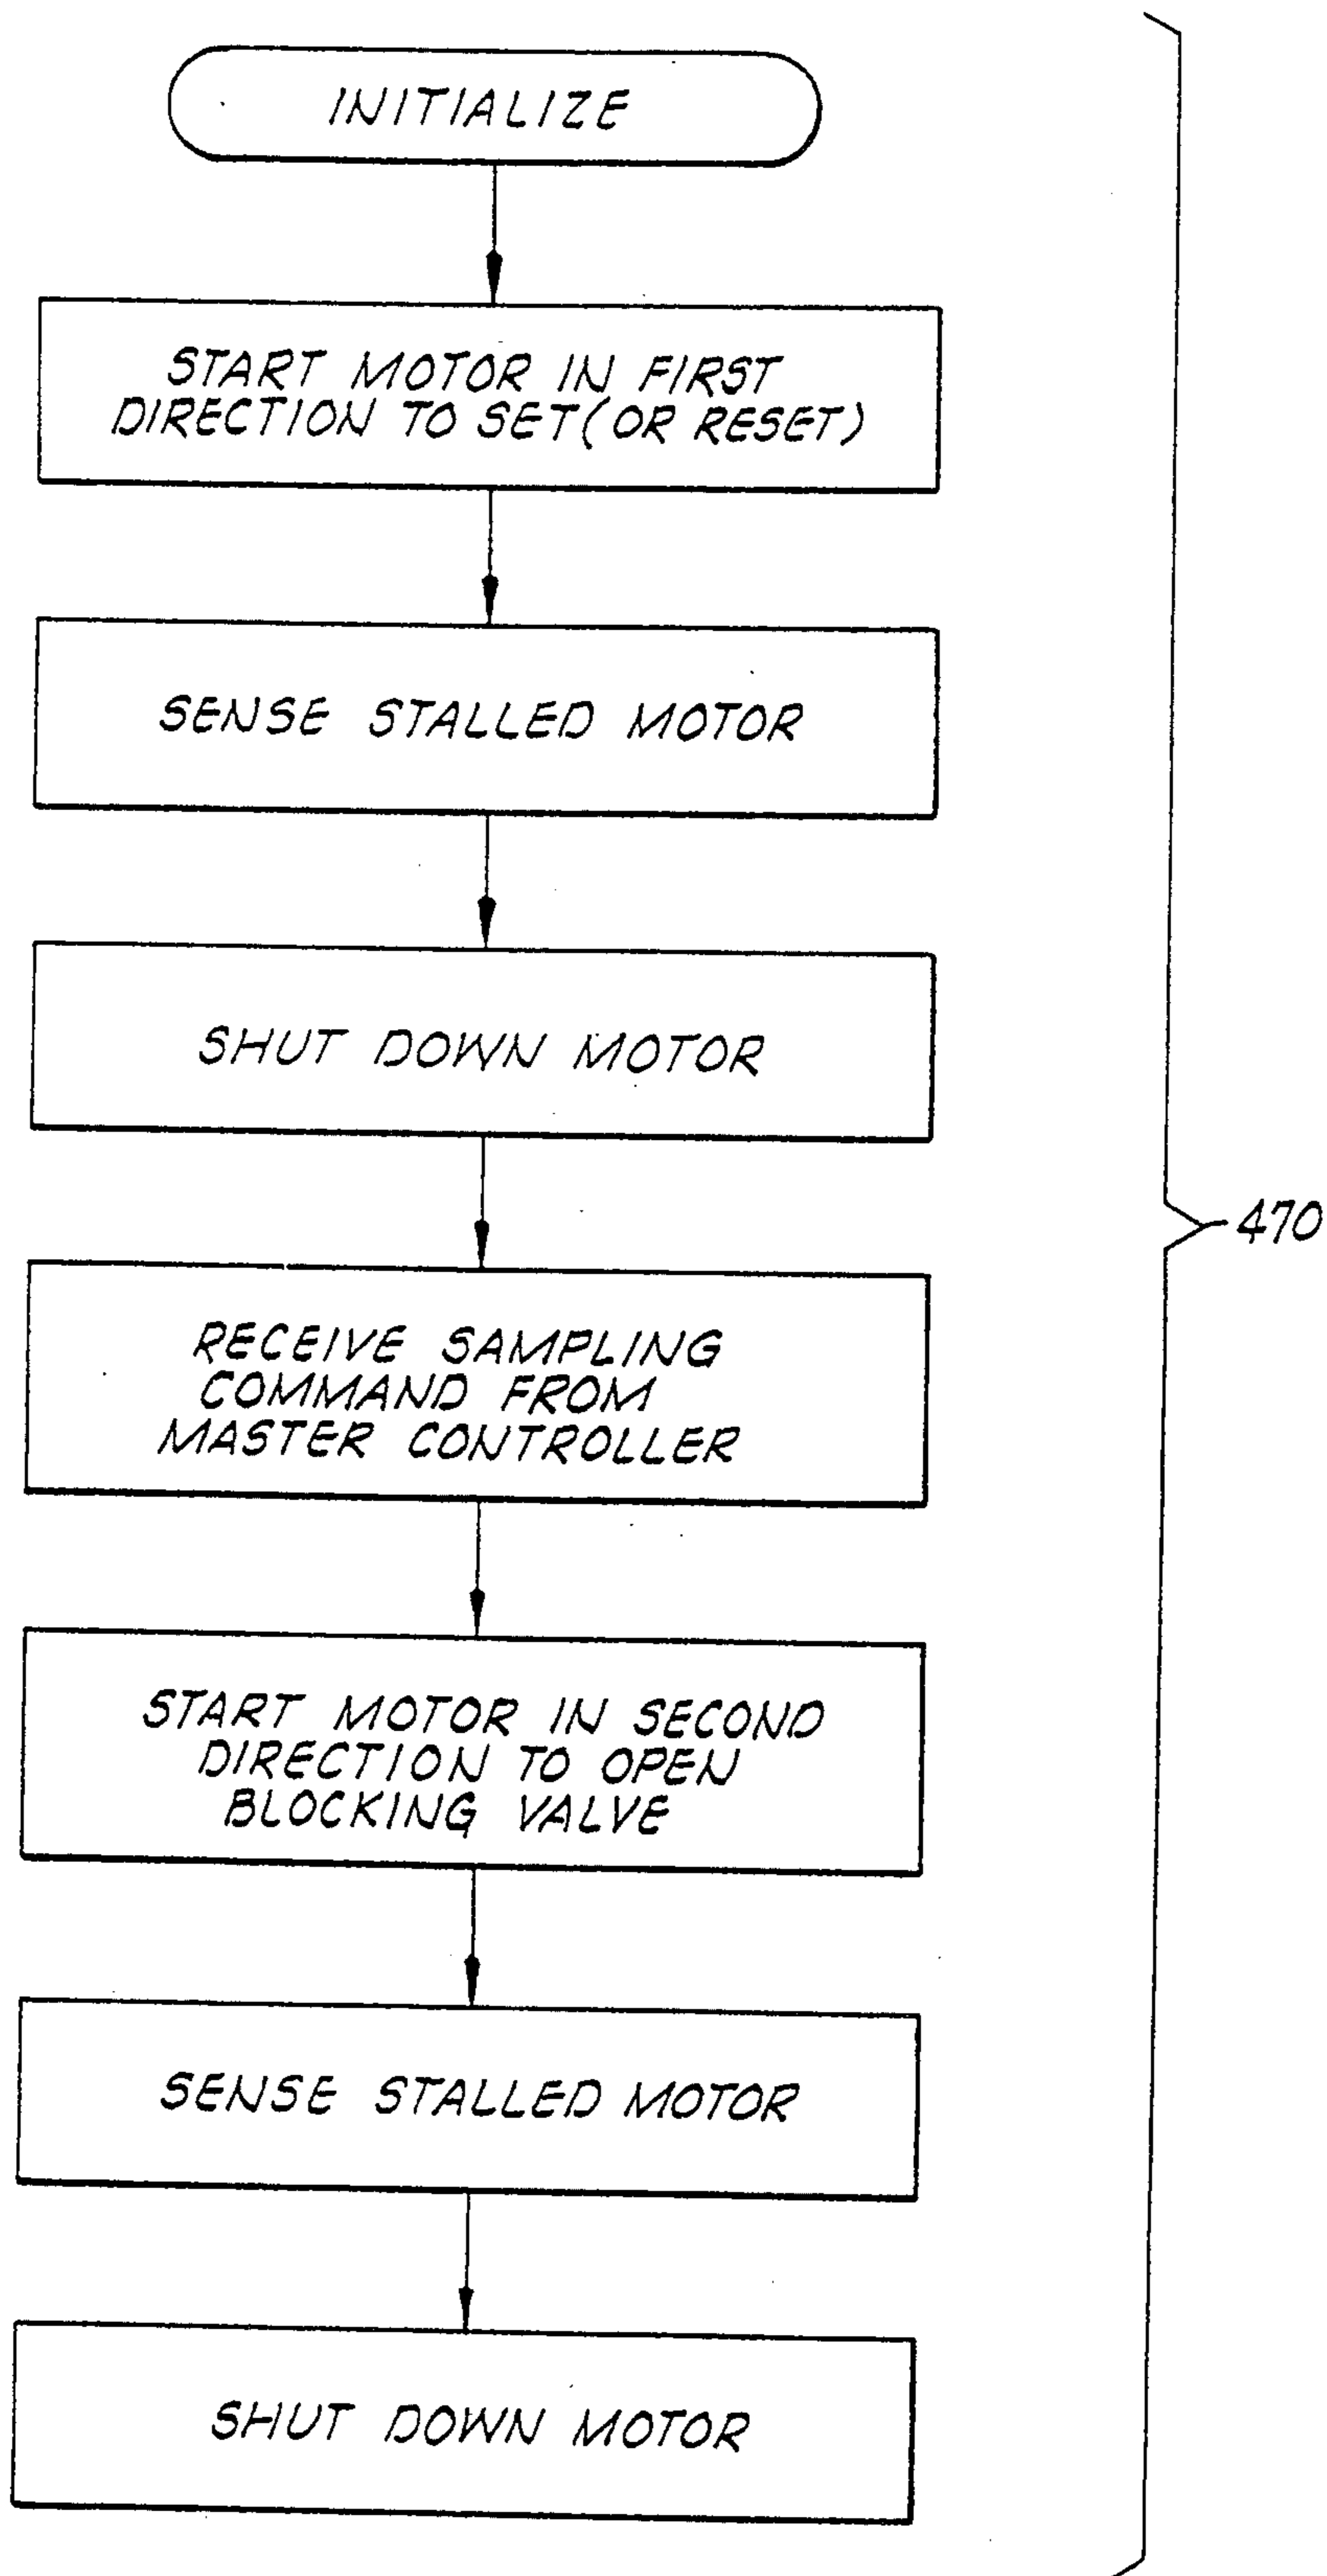 INITIALIZE
START MOTOR IN FIRST
DIRECTION TO SET (OR RESET)
SENSE STALLED MOTOR
SHUT DOWN MOTOR
RECEIVE SAMPLING
COMMAND FROM
MASTER CONTROLLER
470
START MOTOR IN SECOND
DIRECTION TO OPEN
BLOCKING VALVE
SENSE STALLED MOTOR
SHUT DOWN MOTOR